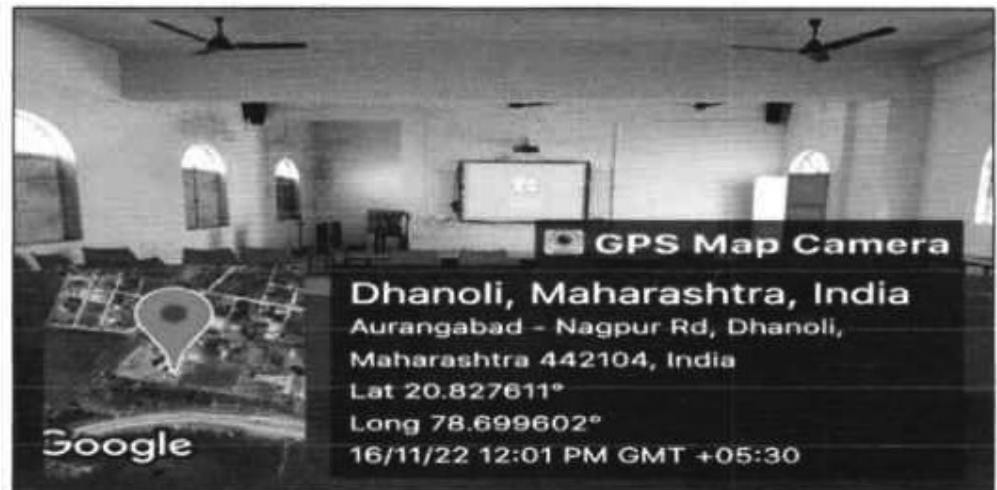 GPS Map Camera
Dhanoli, Maharashtra, India
Aurangabad - Nagpur Rd, Dhanoli,
Maharashtra 442104, India
Lat 20.827611°
Long 78.699602°
16/11/22 12:01 PM GMT +05:30
Google